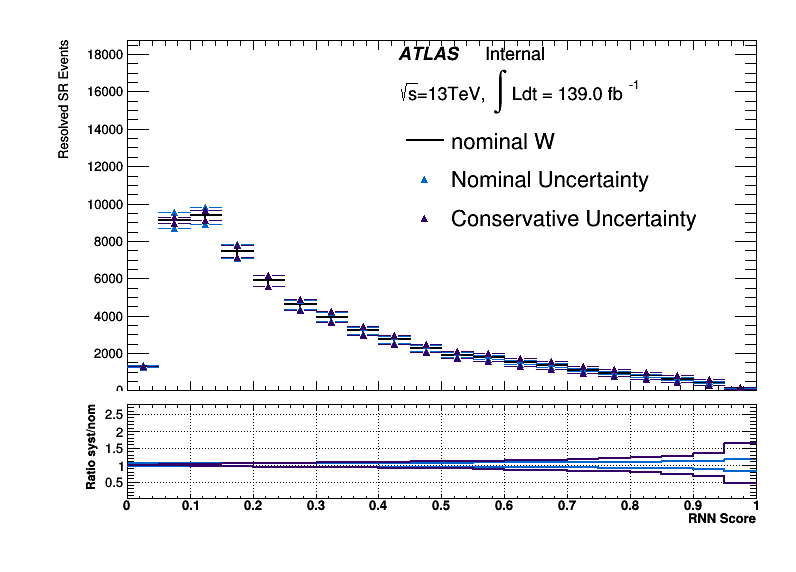 ATLAS Internal
√s=13TeV, ∫ Ldt = 139.0 fb -1
nominal W
Nominal Uncertainty
Conservative Uncertainty
Resolved SR Events
18000
16000
14000
12000
10000
8000
6000
4000
2000
0
Ratio syst/nom
2.5
2
1.5
1
0.5
0 0.1 0.2 0.3 0.4 0.5 0.6 0.7 0.8 0.9 1
RNN Score